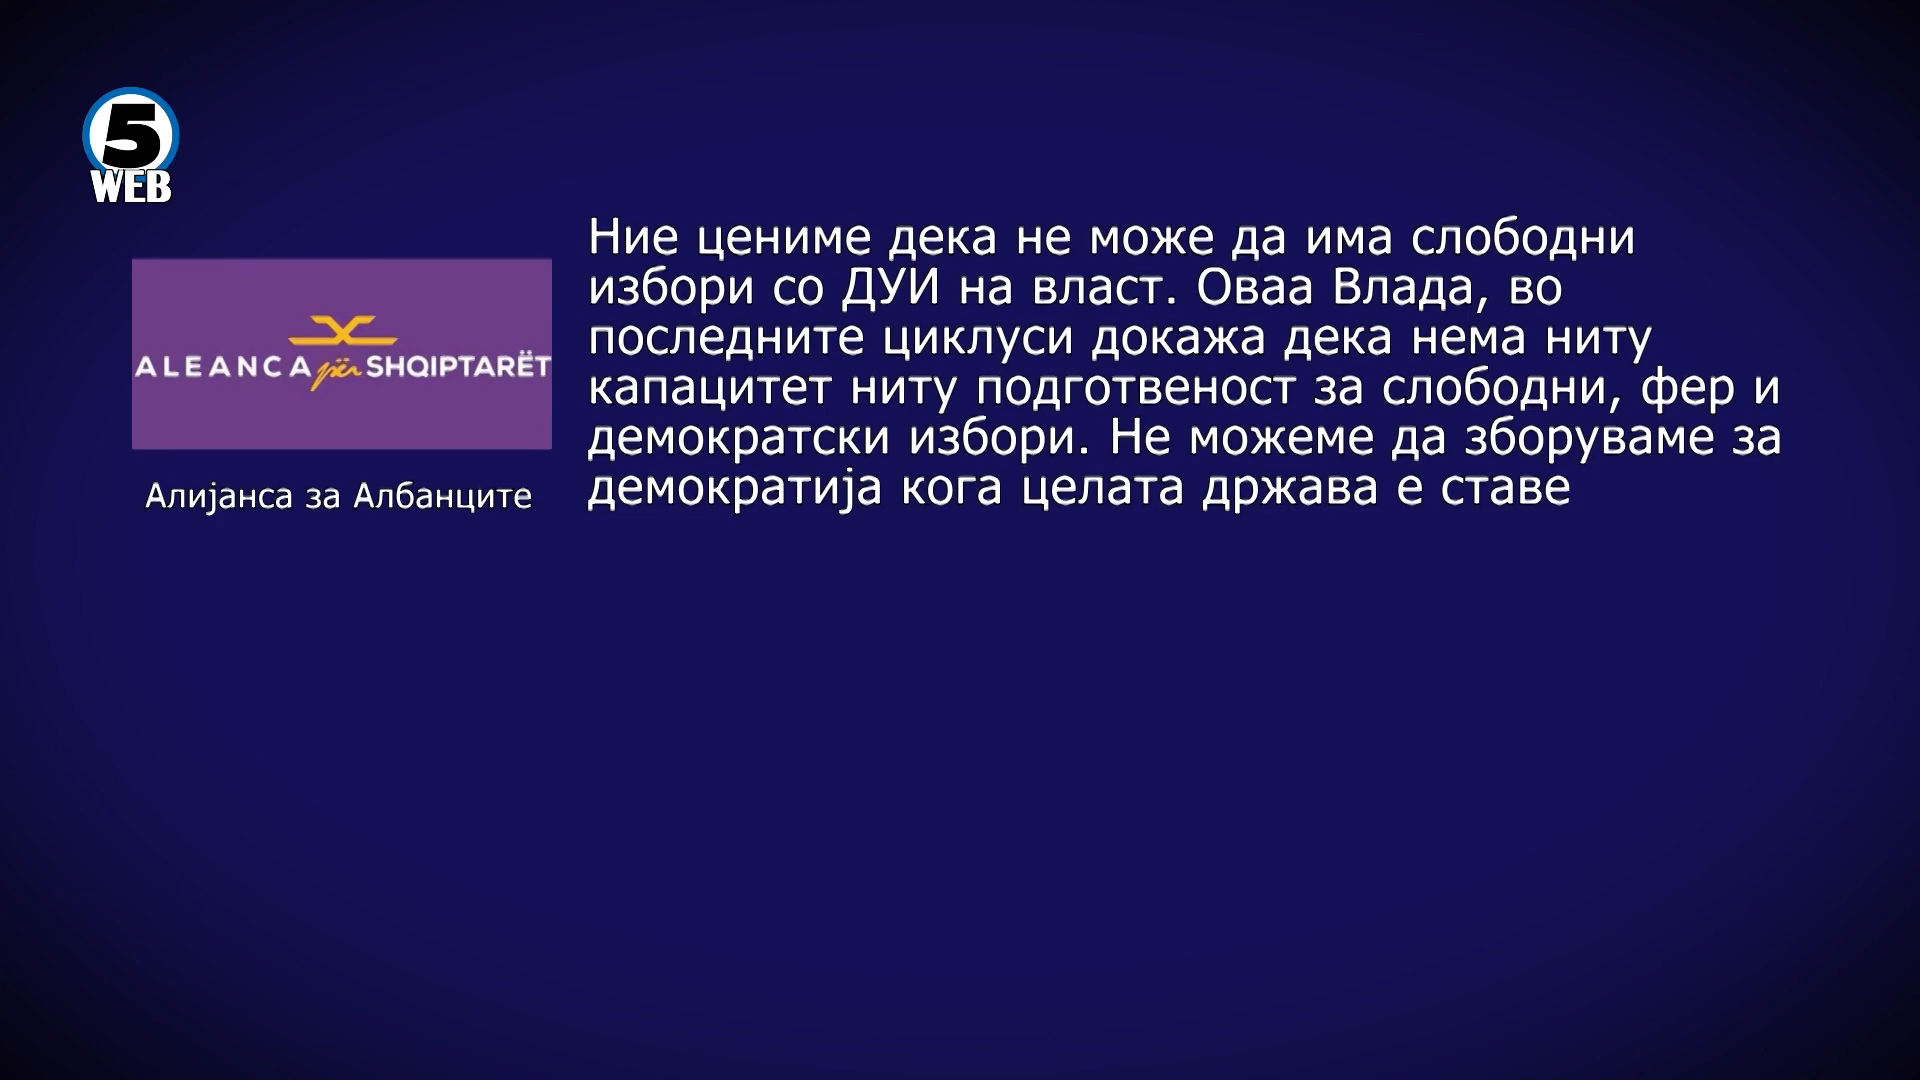 5
WEB
ALEANCA për SHQIPTARËT
Алијанса за Албанците
Ние цениме дека не може да има слободни
избори со ДУИ на власт. Оваа Влада, во
последните циклуси докажа дека нема ниту
капацитет ниту подготвеност за слободни, фер и
демократски избори. Не можеме да зборуваме за
демократија кога целата држава е ставе